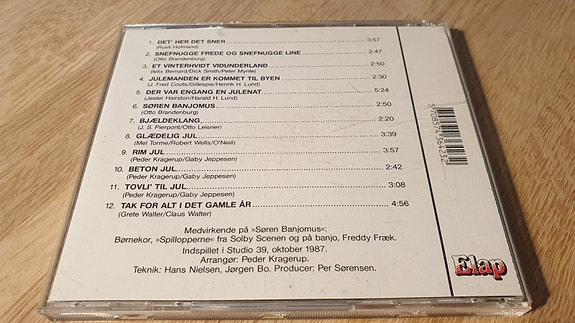 1. DET' HER DET SNER 3:57
(Rusti Hofmand)
2. SNEFNUGGE FREDE OG SNEFNUGGE LINE 2:47
(Otto Brandenburg)
3. ET VINTERHVIDT VIDUNDERLAND 2:50
(felix Bernard/Dick Smith/Peter Mynte)
4. JULEMANDEN ER KOMMET TIL BYEN 2:30
(J. Fred Coots/Gillespie/Henrik H. Lund)
5. DER VAR ENGANG EN JULENAT 5:24
(Jester Hairston/Harald H. Lund)
6. SØREN BANJOMUS 2:50
(Otto Brandenburg)
7. BJÆLDEKLANG 2:20
(J. S. Pierpont/Otto Leisner)
8. GLÆDELIG JUL 3:39
(Mel Torme/Robert Wells/O'Neil)
9. RIM JUL 3:57
(Peder Kragerup/Gaby Jeppesen)
10. BETON JUL 2:42
(Peder Kragerup/Gaby Jeppesen)
11. TOVLI' TIL JUL 3:08
(Peder Kragerup/Gaby Jeppesen)
12. TAK FOR ALT I DET GAMLE ÅR 4:56
(Grete Walter/Claus Walter)
Medvirkende på »Søren Banjomus«:
Børnekor, »Spillopperne« fra Solby Scenen og på banjo, Freddy Fræk.
Indspillet i Studio 39, oktober 1987.
Arrangør: Peder Kragerup.
Teknik: Hans Nielsen, Jørgen Bo. Producer: Per Sørensen.
5 708574 364232
Elap